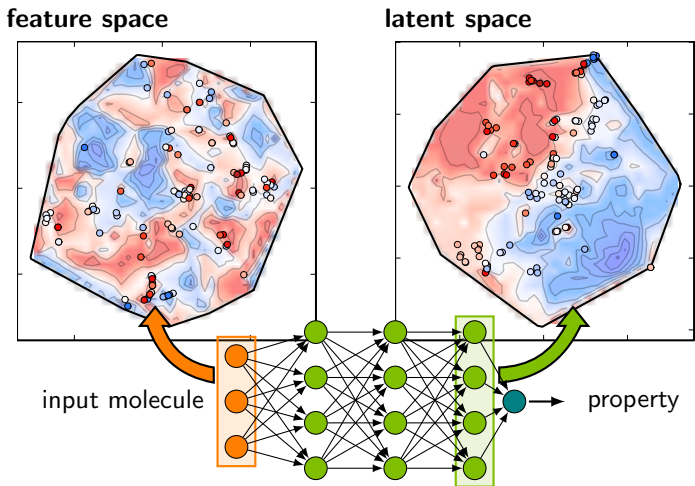 feature space
latent space
input molecule
property